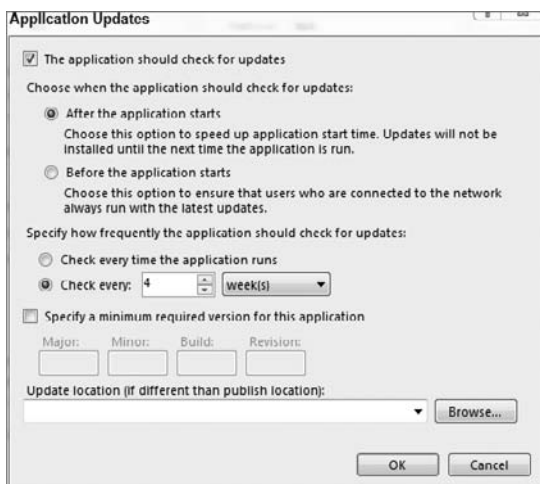 Application Updates
The application should check for updates
Choose when the application should check for updates:
After the application starts
Choose this option to speed up application start time. Updates will not be
installed until the next time the application is run.
Before the application starts
Choose this option to ensure that users who are connected to the network
always run with the latest updates.
Specify how frequently the application should check for updates:
Check every time the application runs
Check every: 4 week(s)
Specify a minimum required version for this application
Major: Minor: Build: Revision:
Update location (if different than publish location):
Browse...
OK Cancel